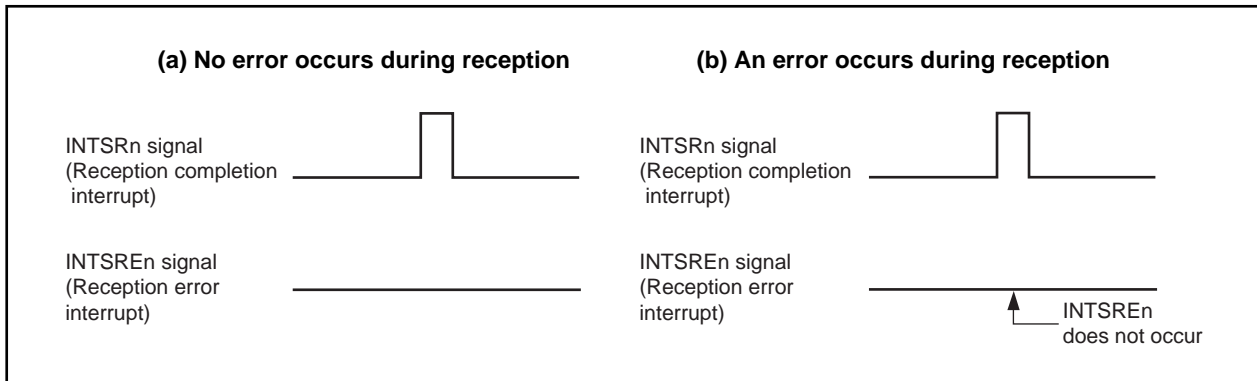 (a) No error occurs during reception
INTSRn signal
(Reception completion
interrupt)
INTSREn signal
(Reception error
interrupt)
(b) An error occurs during reception
INTSRn signal
(Reception completion
interrupt)
INTSREn signal
(Reception error
interrupt)
INTSREn
does not occur